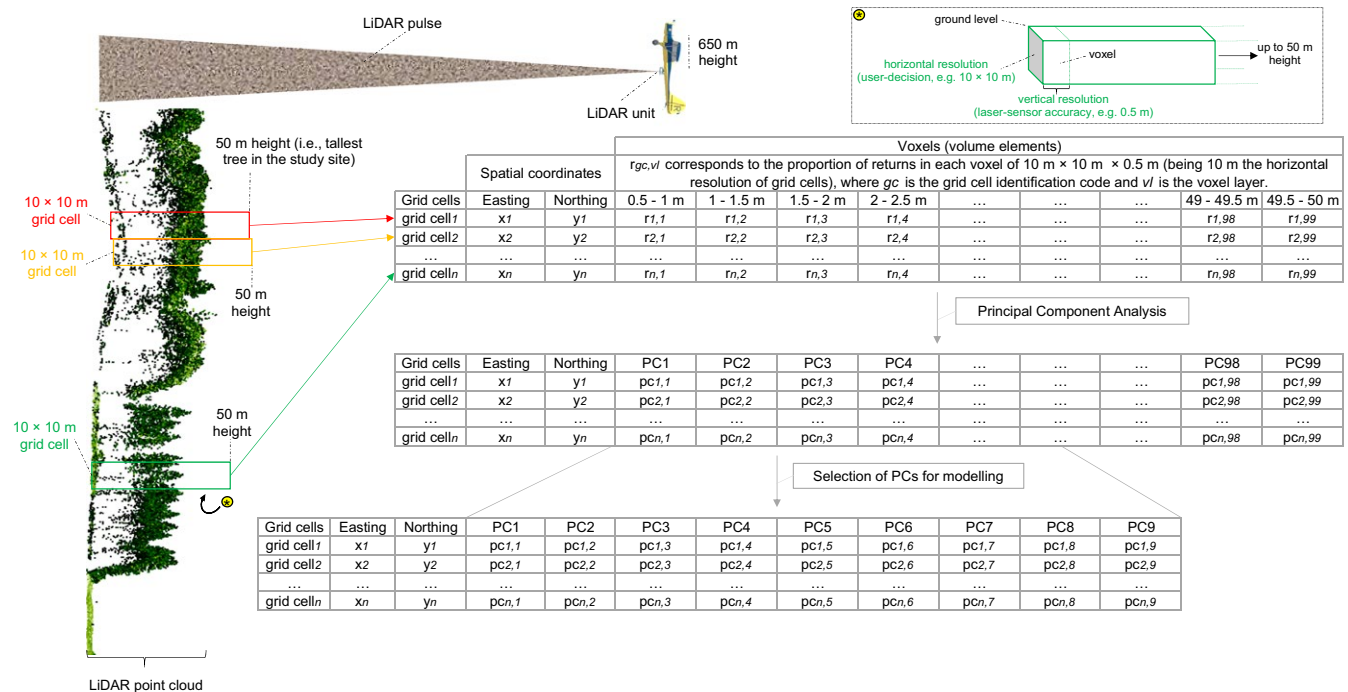 LiDAR pulse
650 m
height
LiDAR unit
ground level
voxel
up to 50 m
height
horizontal resolution
(user-decision, e.g. 10 × 10 m)
vertical resolution
(laser-sensor accuracy, e.g. 0.5 m)
50 m height (i.e., tallest
tree in the study site)
10 × 10 m
grid cell
10 × 10 m
grid cell
50 m
height
10 × 10 m
grid cell
50 m
height
LiDAR point cloud
Voxels (volume elements)
Spatial coordinates
rgc,vl corresponds to the proportion of returns in each voxel of 10 m × 10 m × 0.5 m (being 10 m the horizontal
resolution of grid cells), where gc is the grid cell identification code and vl is the voxel layer.
Grid cells Easting Northing 0.5 - 1 m 1 - 1.5 m 1.5 - 2 m 2 - 2.5 m … … … 49 - 49.5 m 49.5 - 50 m
grid cell1 x1 y1 r1,1 r1,2 r1,3 r1,4 … … … r1,98 r1,99
grid cell2 x2 y2 r2,1 r2,2 r2,3 r2,4 … … … r2,98 r2,99
… … … … … … … … … … … …
grid celln xn yn rn,1 rn,2 rn,3 rn,4 … … … rn,98 rn,99
Principal Component Analysis
Grid cells Easting Northing PC1 PC2 PC3 PC4 … … … PC98 PC99
grid cell1 x1 y1 pc1,1 pc1,2 pc1,3 pc1,4 … … … pc1,98 pc1,99
grid cell2 x2 y2 pc2,1 pc2,2 pc2,3 pc2,4 … … … pc2,98 pc2,99
… … … … … … … … … … … …
grid celln xn yn pcn,1 pcn,2 pcn,3 pcn,4 … … … pcn,98 pcn,99
Selection of PCs for modelling
Grid cells Easting Northing PC1 PC2 PC3 PC4 PC5 PC6 PC7 PC8 PC9
grid cell1 x1 y1 pc1,1 pc1,2 pc1,3 pc1,4 pc1,5 pc1,6 pc1,7 pc1,8 pc1,9
grid cell2 x2 y2 pc2,1 pc2,2 pc2,3 pc2,4 pc2,5 pc2,6 pc2,7 pc2,8 pc2,9
… … … … … … … … … … … …
grid celln xn yn pcn,1 pcn,2 pcn,3 pcn,4 pcn,5 pcn,6 pcn,7 pcn,8 pcn,9